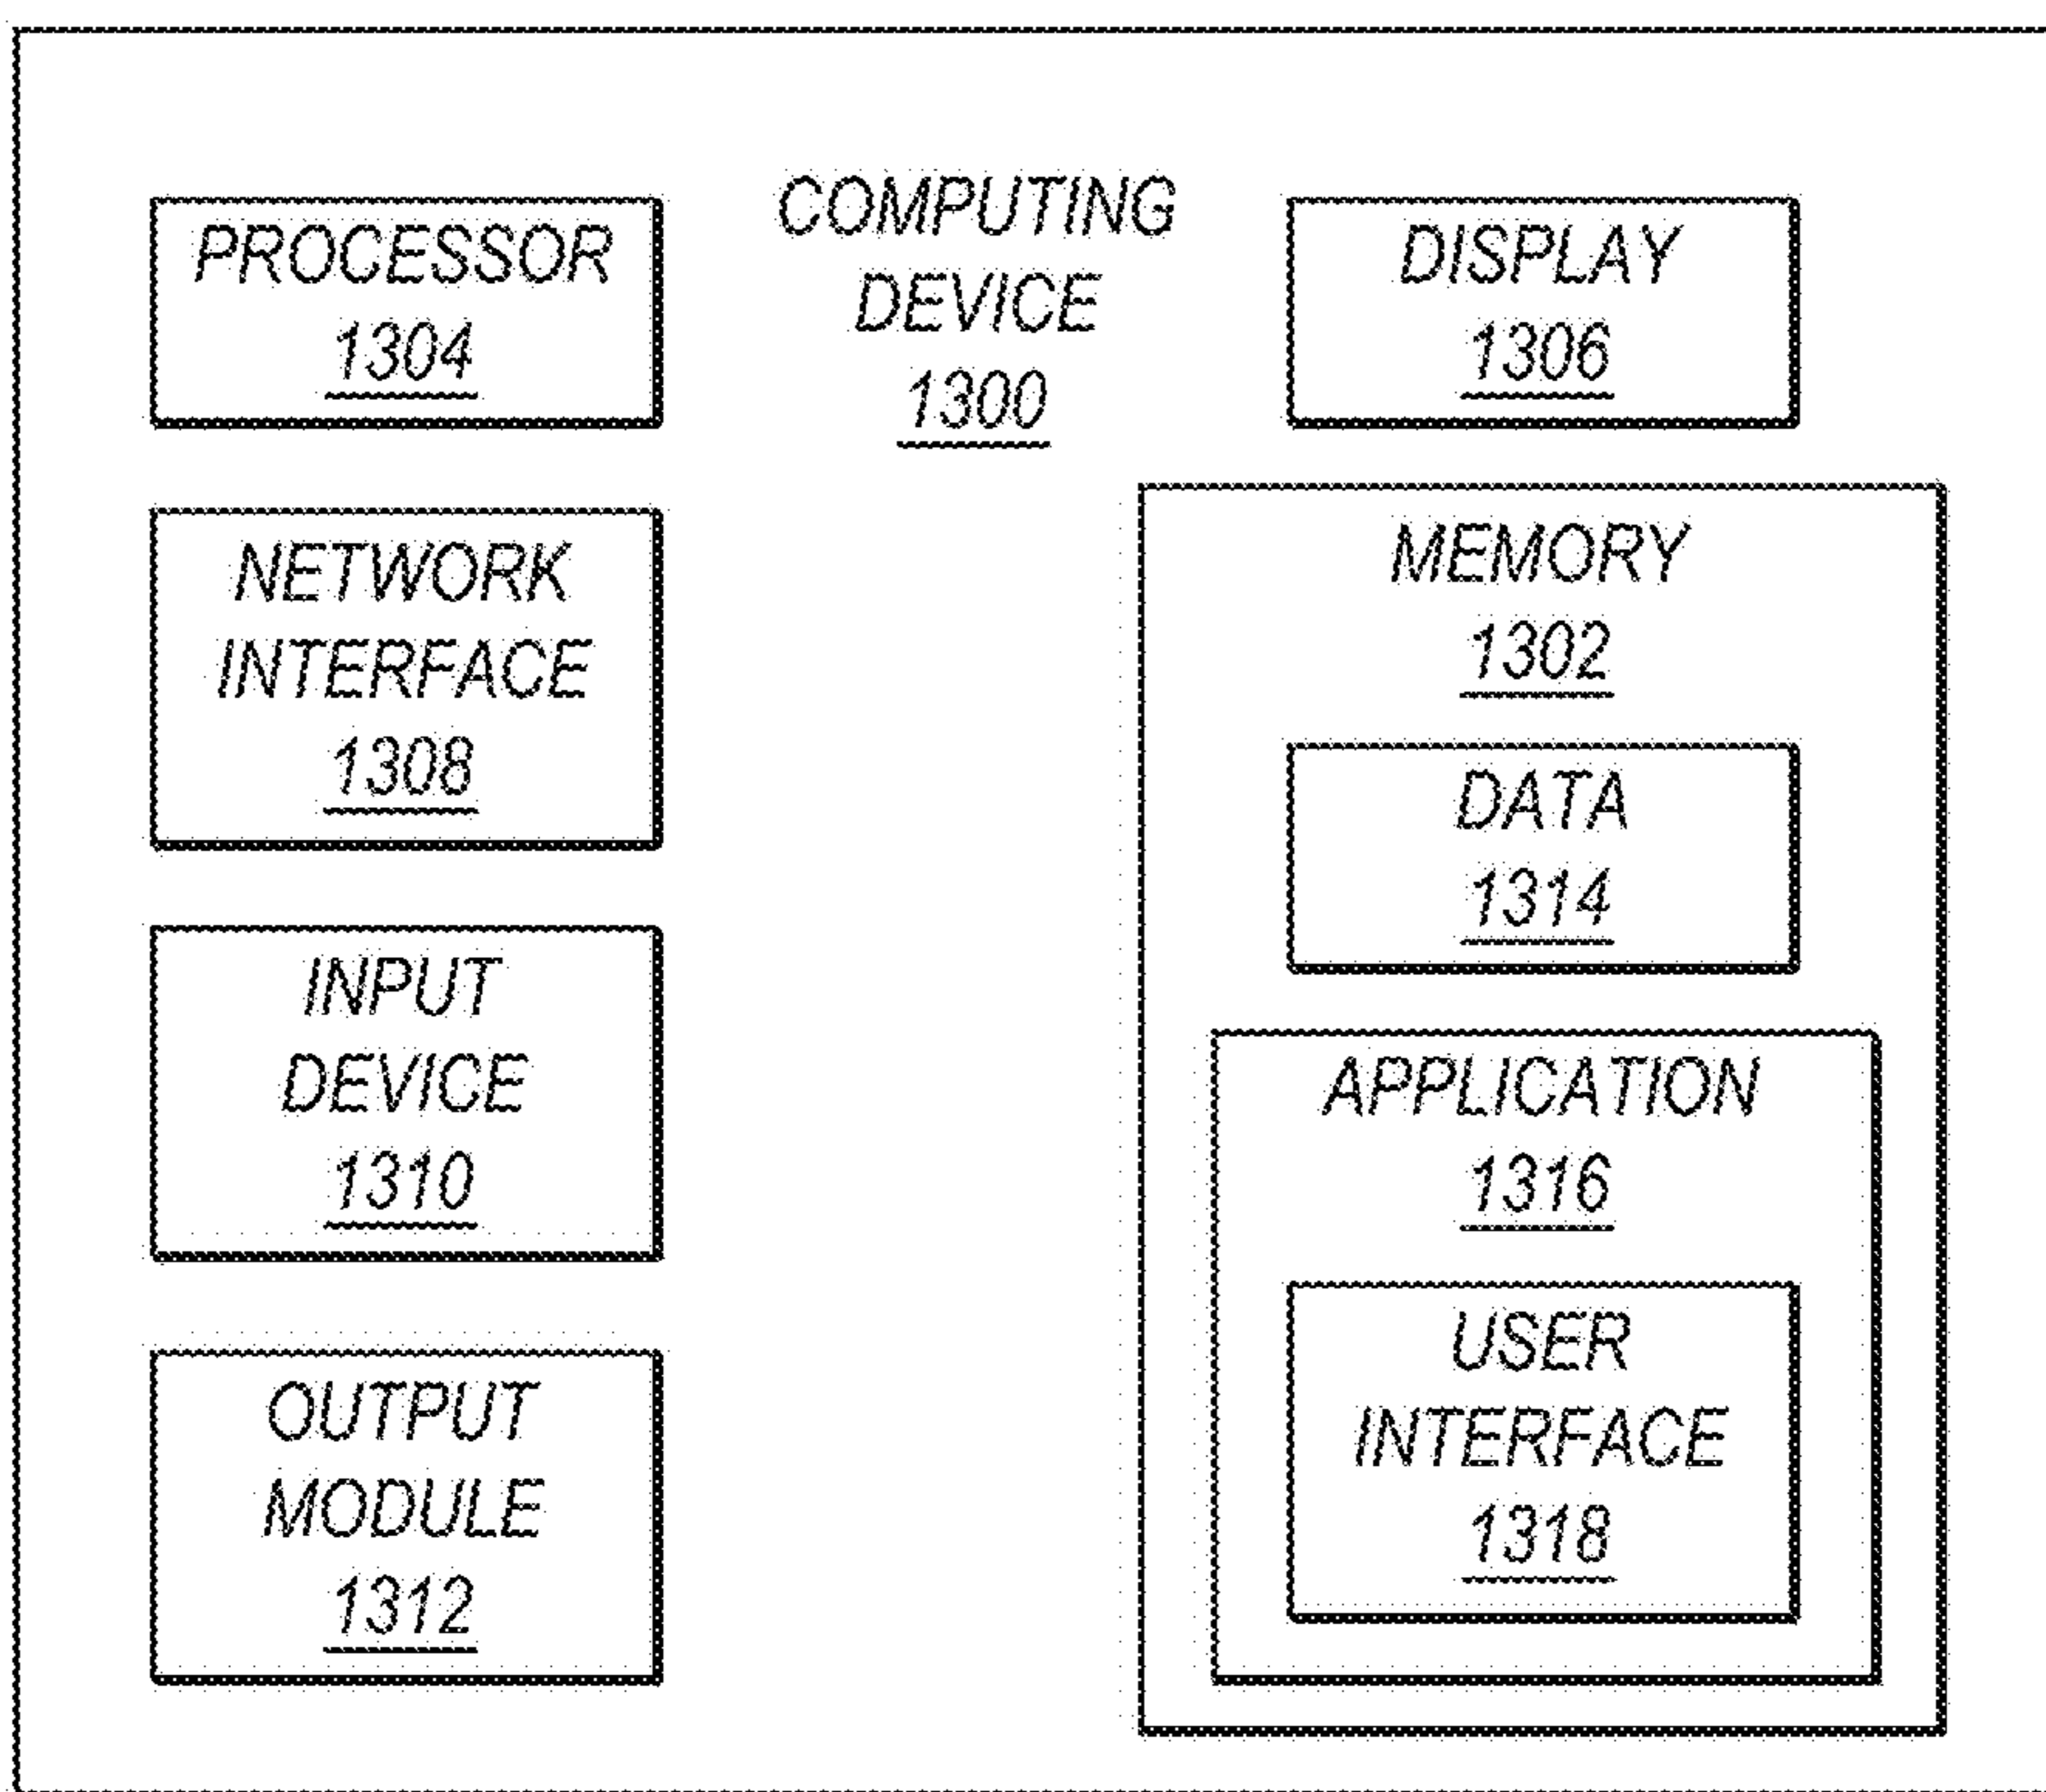 COMPUTING
DEVICE
1300
PROCESSOR
1304
NETWORK
INTERFACE
1308
INPUT
DEVICE
1310
OUTPUT
MODULE
1312
DISPLAY
1306
MEMORY
1302
DATA
1314
APPLICATION
1316
USER
INTERFACE
1318